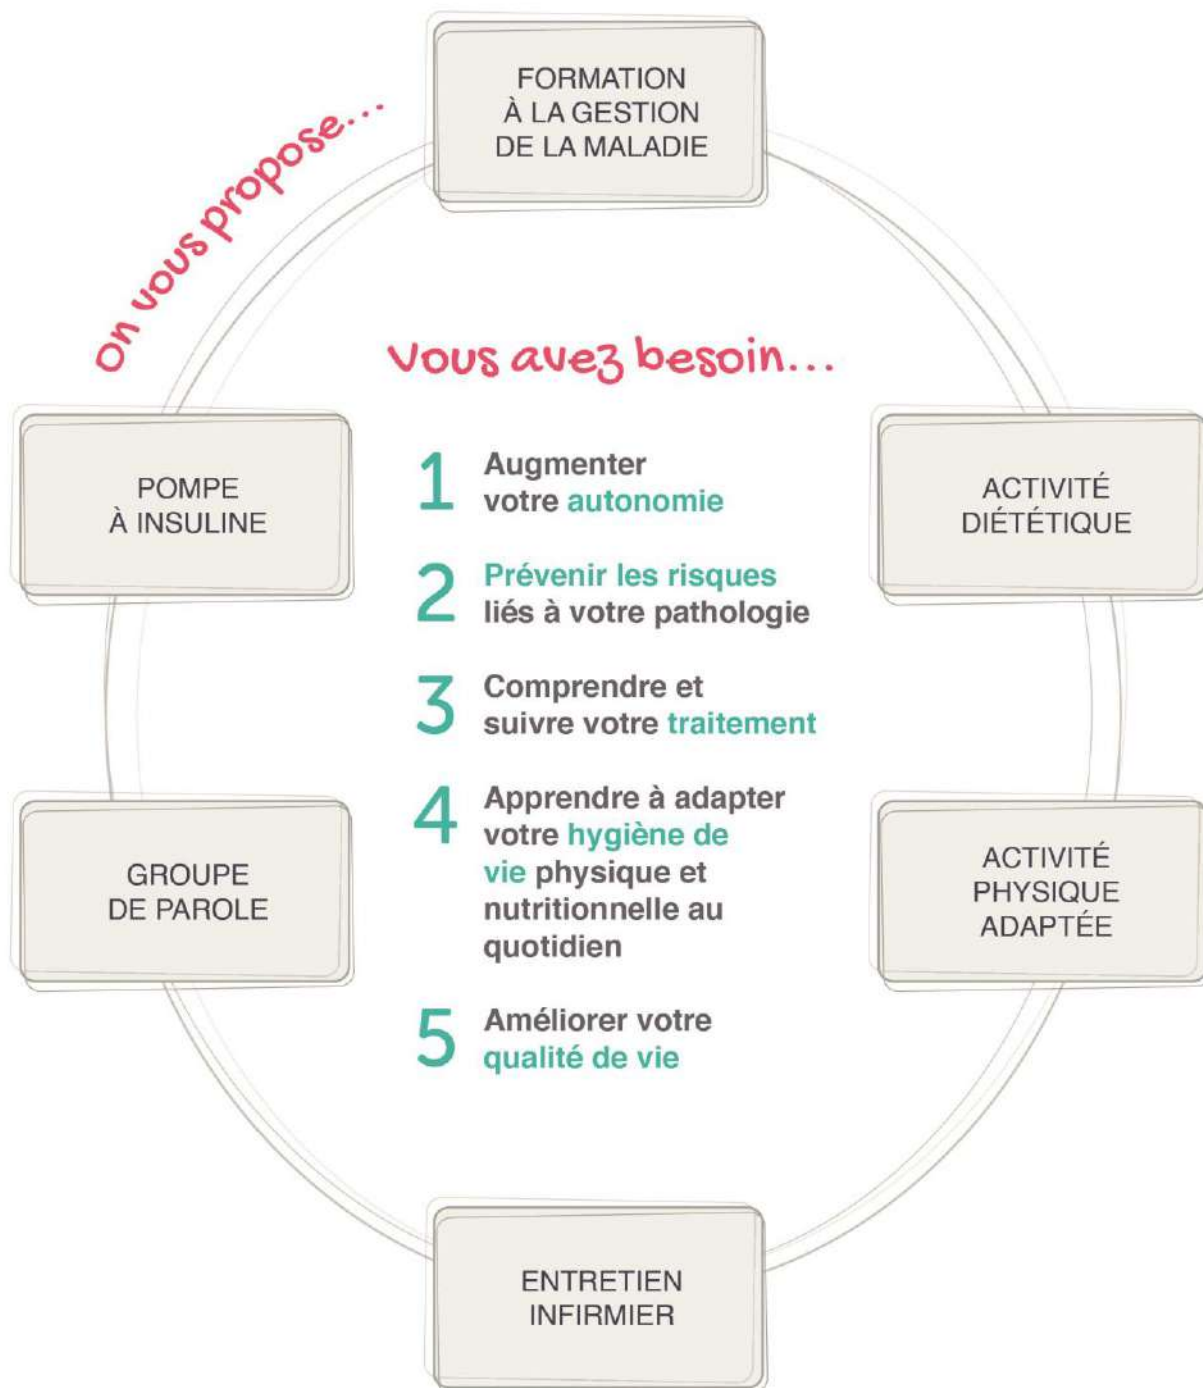 FORMATION
À LA GESTION
DE LA MALADIE
On vous propose...
Vous avez besoin...
POMPE
À INSULINE
1 Augmenter
votre autonomie
2 Prévenir les risques
liés à votre pathologie
3 Comprendre et
suivre votre traitement
4 Apprendre à adapter
votre hygiène de
vie physique et
nutritionnelle au
quotidien
5 Améliorer votre
qualité de vie
ACTIVITÉ
DIÉTÉTIQUE
GROUPE
DE PAROLE
ACTIVITÉ
PHYSIQUE
ADAPTÉE
ENTRETIEN
INFIRMIER